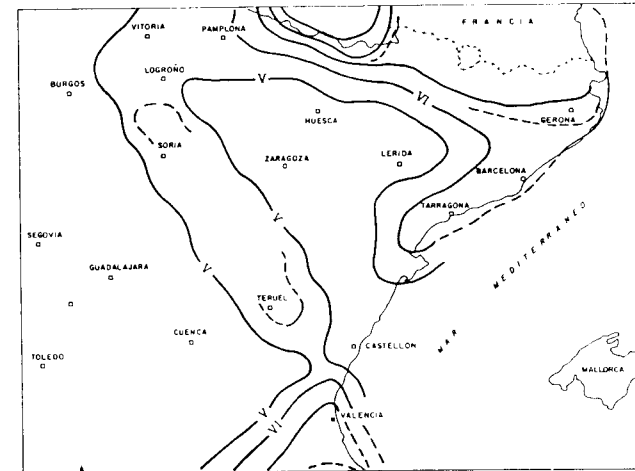 FRANCIA
VITORIA
PAMPLONA
LOGROÑO
BURGOS
V
VI
HUESCA
GERONA
SORIA
ZARAGOZA
LERIDA
BARCELONA
TARRAGONA
SEGOVIA
V
V
GUADALAJARA
TERUEL
MAR MEDITERRANEO
CUENCA
CASTELLON
TOLEDO
MALLORCA
V
VI
VALENCIA